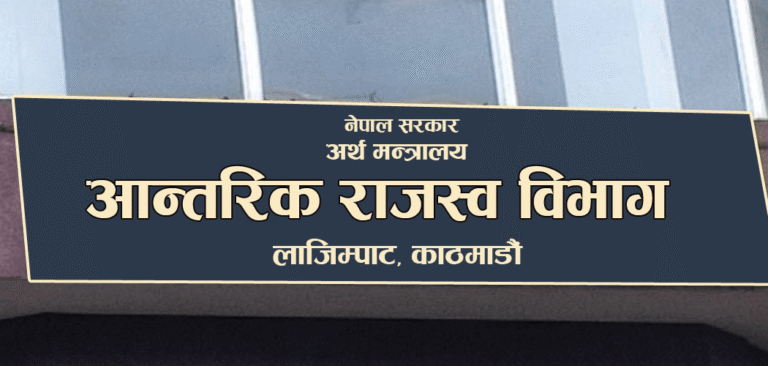 नेपाल सरकार
अर्थ मन्त्रालय
आन्तरिक राजस्व विभाग
लाजिम्पाट, काठमाडौं